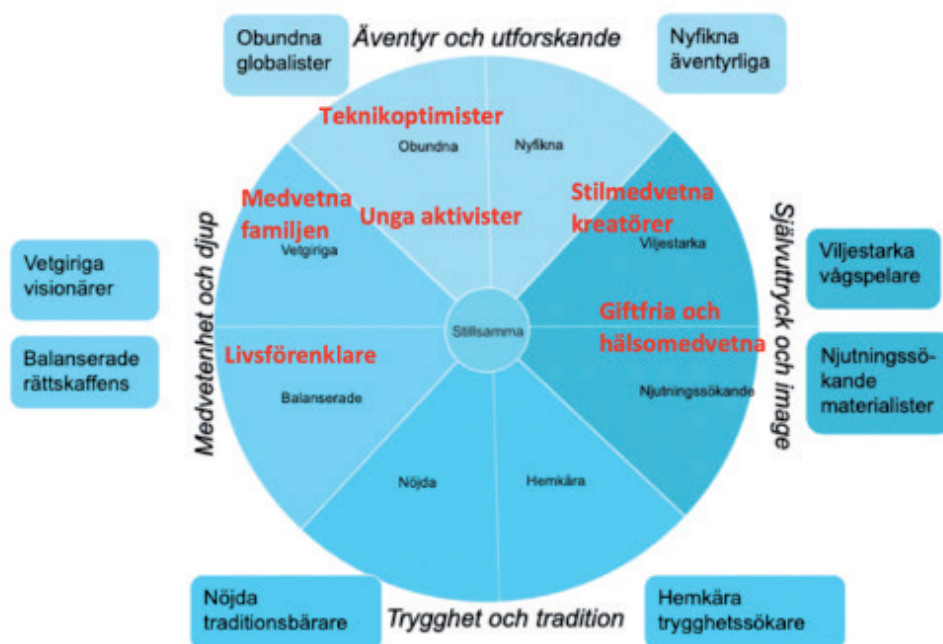 Obundna
globalister
Äventyr och utforskande
Nyfikna
äventyrliga
Teknikoptimister
Obundna
Nyfikna
Medvetna
familjen
Vetgiriga
Unga aktivister
Stilmedvetna
kreatörer
Viljestarka
Medvetenhet och djup
Självuttryck och image
Vetgiriga
visionärer
Viljestarka
vågspelare
Stillsamma
Giftfria och
hälsomedvetna
Balanserade
rättskaffens
Livsförenklare
Balanserade
Njutningssökande
Njutningssö-
kande
materialister
Nöjda
Hemkära
Nöjda
traditionsbärare
Trygghet och tradition
Hemkära
trygghetssökare